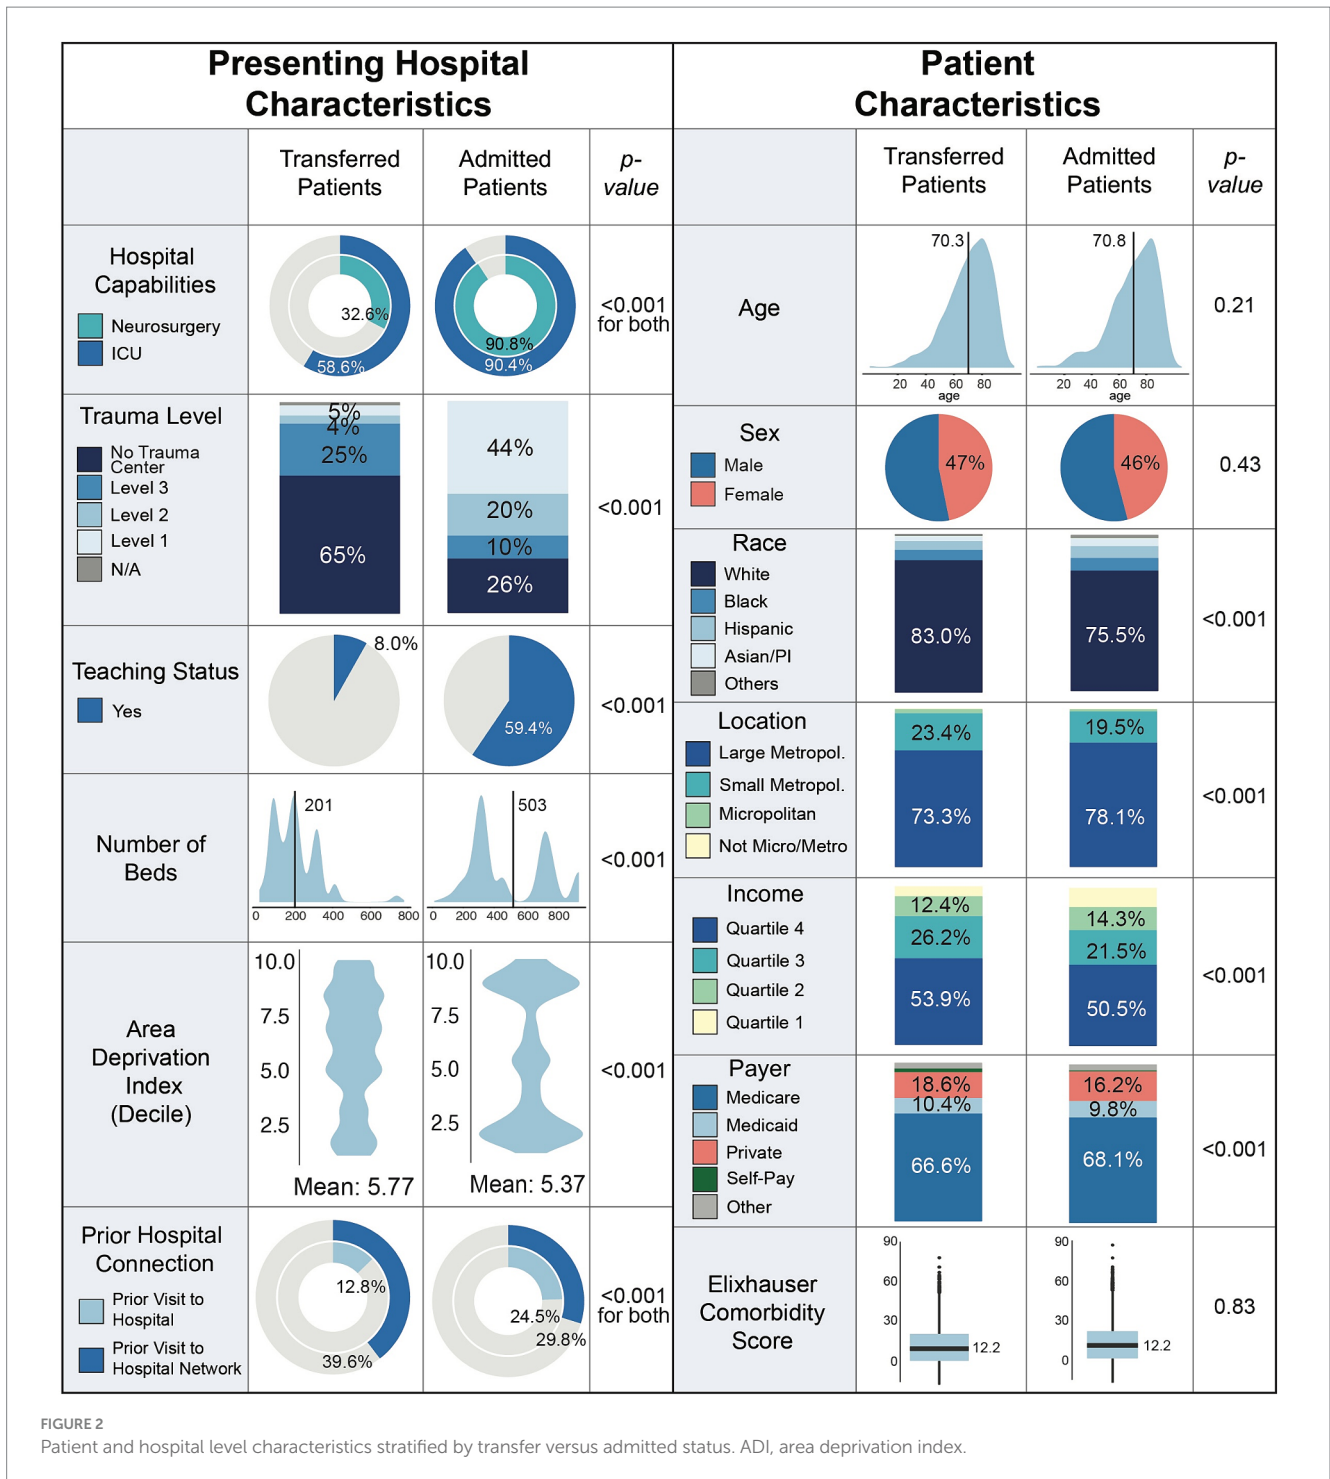 Presenting Hospital
Characteristics
Transferred
Patients
Admitted
Patients
p-
value
Hospital
Capabilities
Neurosurgery
ICU
32.6%
58.6%
90.8%
90.4%
<0.001
for both
Trauma Level
No Trauma
Center
Level 3
Level 2
Level 1
N/A
5%
4%
25%
65%
44%
20%
10%
26%
<0.001
Teaching Status
Yes
8.0%
59.4%
<0.001
Number of
Beds
201
0 200 400 600 800
503
0 200 400 600 800
<0.001
Area
Deprivation
Index
(Decile)
10.0
7.5
5.0
2.5
Mean: 5.77
10.0
7.5
5.0
2.5
Mean: 5.37
<0.001
Prior Hospital
Connection
Prior Visit to
Hospital
Prior Visit to
Hospital Network
12.8%
39.6%
24.5%
29.8%
<0.001
for both
Patient
Characteristics
Transferred
Patients
Admitted
Patients
p-
value
Age
70.3
20 40 60 80
age
70.8
20 40 60 80
age
0.21
Sex
Male
Female
47%
46%
0.43
Race
White
Black
Hispanic
Asian/PI
Others
83.0%
75.5%
<0.001
Location
Large Metropol.
Small Metropol.
Micropolitan
Not Micro/Metro
23.4%
73.3%
19.5%
78.1%
<0.001
Income
Quartile 4
Quartile 3
Quartile 2
Quartile 1
12.4%
26.2%
53.9%
14.3%
21.5%
50.5%
<0.001
Payer
Medicare
Medicaid
Private
Self-Pay
Other
18.6%
10.4%
66.6%
16.2%
9.8%
68.1%
<0.001
Elixhauser
Comorbidity
Score
90
60
30
0
12.2
90
60
30
0
12.2
0.83
FIGURE 2
Patient and hospital level characteristics stratified by transfer versus admitted status. ADI, area deprivation index.